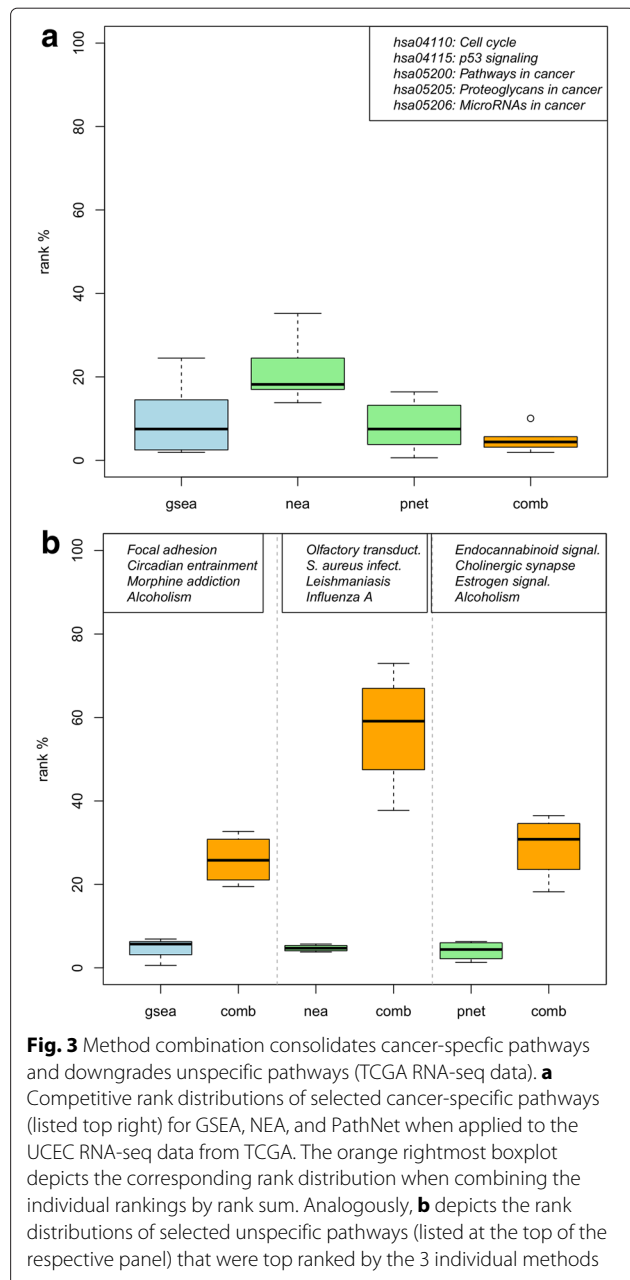 a
100
80
60
40
20
0
rank %
hsa04110: Cell cycle
hsa04115: p53 signaling
hsa05200: Pathways in cancer
hsa05205: Proteoglycans in cancer
hsa05206: MicroRNAs in cancer
gsea nea pnet comb
b
100
80
60
40
20
0
rank %
Focal adhesion
Circadian entrainment
Morphine addiction
Alcoholism
Olfactory transduct.
S. aureus infect.
Leishmaniasis
Influenza A
Endocannabinoid signal.
Cholinergic synapse
Estrogen signal.
Alcoholism
gsea comb nea comb pnet comb
Fig. 3 Method combination consolidates cancer-specfic pathways
and downgrades unspecific pathways (TCGA RNA-seq data). a
Competitive rank distributions of selected cancer-specific pathways
(listed top right) for GSEA, NEA, and PathNet when applied to the
UCEC RNA-seq data from TCGA. The orange rightmost boxplot
depicts the corresponding rank distribution when combining the
individual rankings by rank sum. Analogously, b depicts the rank
distributions of selected unspecific pathways (listed at the top of the
respective panel) that were top ranked by the 3 individual methods